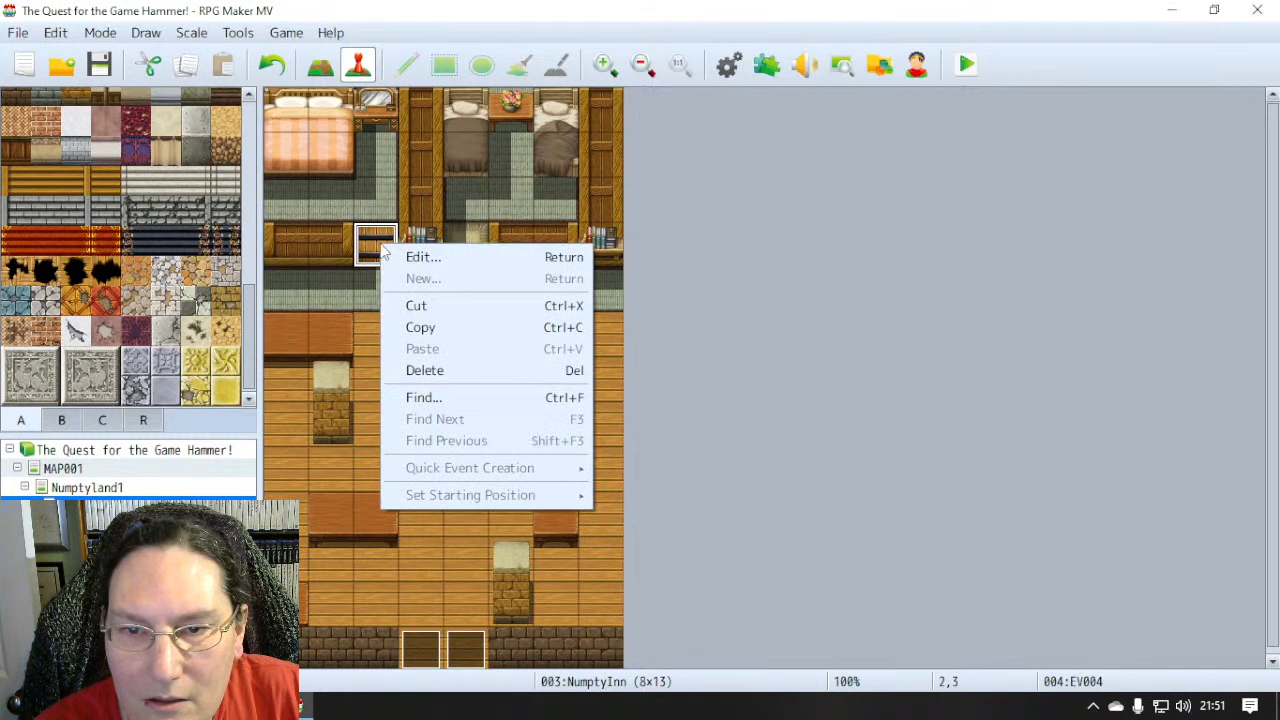 The Quest for the Game Hammer! - RPG Maker MV
File Edit Mode Draw Scale Tools Game Help
1:1
Edit... Return
New... Return
Cut Ctrl+X
Copy Ctrl+C
Paste Ctrl+V
Delete Del
Find... Ctrl+F
Find Next F3
Find Previous Shift+F3
Quick Event Creation
Set Starting Position
A B C R
The Quest for the Game Hammer!
MAP001
Numptyland1
003:NumptyInn (8x13) 100% 2,3 004:EV004
21:51